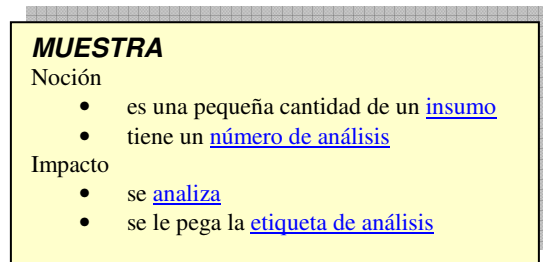 MUESTRA
Noción
• es una pequeña cantidad de un insumo
• tiene un número de análisis
Impacto
• se analiza
• se le pega la etiqueta de análisis